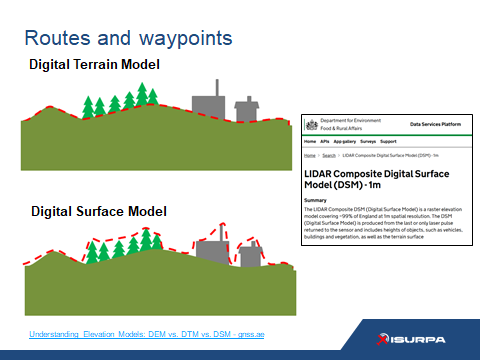 Routes and waypoints
Digital Terrain Model
Department for Environment
Food & Rural Affairs
Data Services Platform
Home APIs App gallery Surveys Support
Home > Search > LIDAR Composite Digital Surface Model (DSM) - 1m
LIDAR Composite Digital Surface
Model (DSM) - 1m
Summary
The LIDAR Composite DSM (Digital Surface Model) is a raster elevation
model covering ~99% of England at 1m spatial resolution. The DSM
(Digital Surface Model) is produced from the last or only laser pulse
returned to the sensor and includes heights of objects, such as vehicles,
buildings and vegetation, as well as the terrain surface
Digital Surface Model
Understanding Elevation Models: DEM vs. DTM vs. DSM - gnss.ae
ISURPA